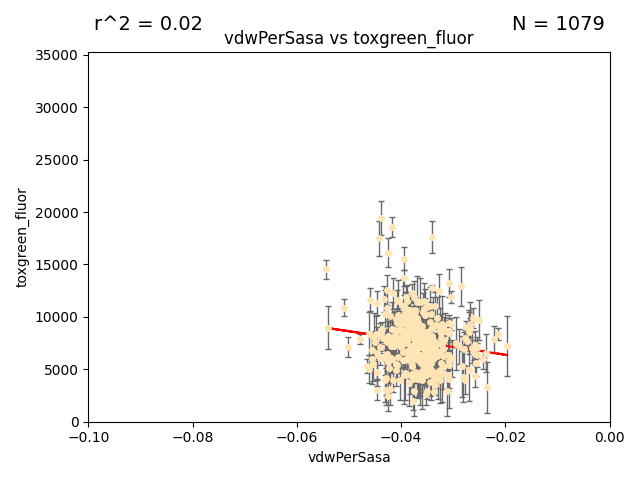 r^2 = 0.02
N = 1079
vdwPerSasa vs toxgreen_fluor
35000
30000
25000
20000
15000
10000
5000
0
toxgreen_fluor
−0.10
−0.08
−0.06
−0.04
−0.02
0.00
vdwPerSasa